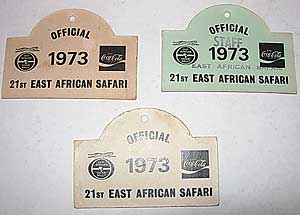 OFFICIAL
1973
Coca-Cola
21ST EAST AFRICAN SAFARI
OFFICIAL
STAFF
1973
Coca-Cola
EAST AFRICAN
21ST EAST AFRICAN SAFARI
OFFICIAL
1973
Coca-Cola
21ST EAST AFRICAN SAFARI